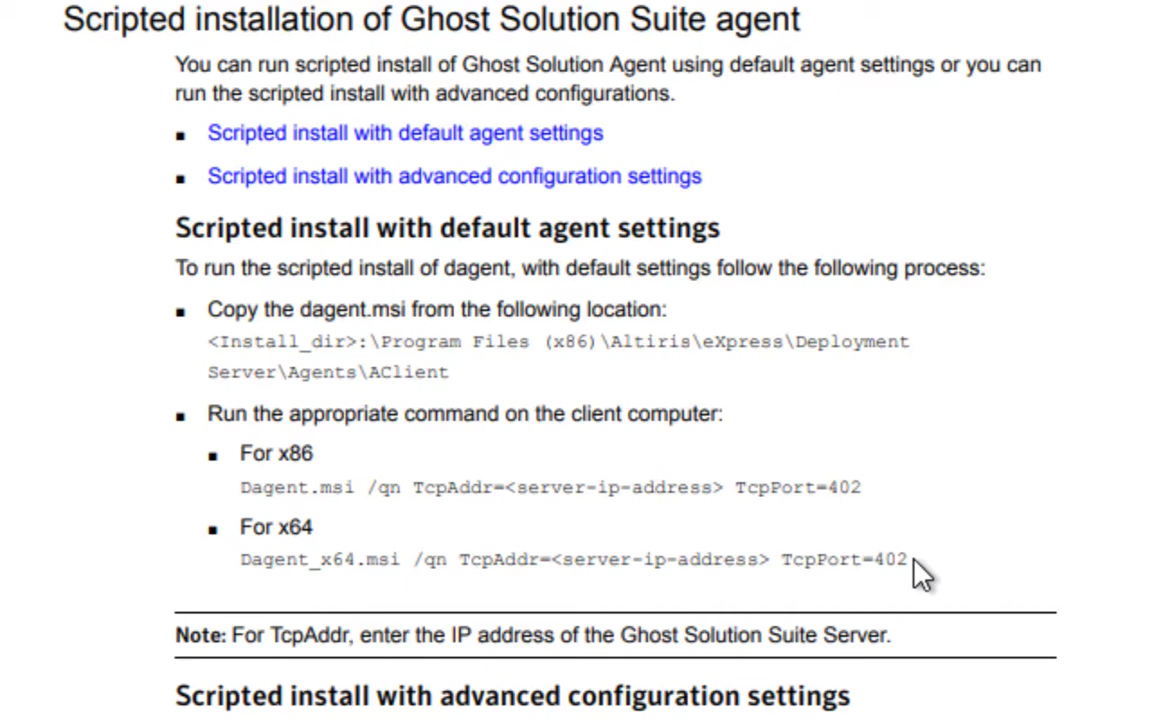 Scripted installation of Ghost Solution Suite agent
You can run scripted install of Ghost Solution Agent using default agent settings or you can
run the scripted install with advanced configurations.
▪ Scripted install with default agent settings
▪ Scripted install with advanced configuration settings
Scripted install with default agent settings
To run the scripted install of dagent, with default settings follow the following process:
▪ Copy the dagent.msi from the following location:
<Install_dir>:\Program Files (x86)\Altiris\eXpress\Deployment
Server\Agents\AClient
▪ Run the appropriate command on the client computer:
▪ For x86
Dagent.msi /qn TcpAddr=<server-ip-address> TcpPort=402
▪ For x64
Dagent_x64.msi /qn TcpAddr=<server-ip-address> TcpPort=402
Note: For TcpAddr, enter the IP address of the Ghost Solution Suite Server.
Scripted install with advanced configuration settings